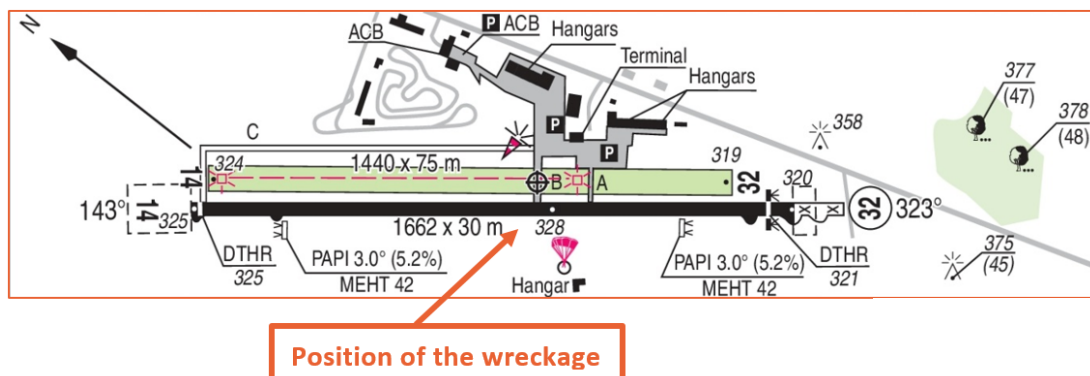 N
ACB
P ACB
Hangars
Terminal
Hangars
P
P
C
377
(47)
378
(48)
358
324
1440 x 75 m
B
A
319
32
320
14
14
143°
325
32
323°
1662 x 30 m
328
DTHR
325
PAPI 3.0° (5.2%)
MEHT 42
Hangar
PAPI 3.0° (5.2%)
MEHT 42
DTHR
321
375
(45)
Position of the wreckage